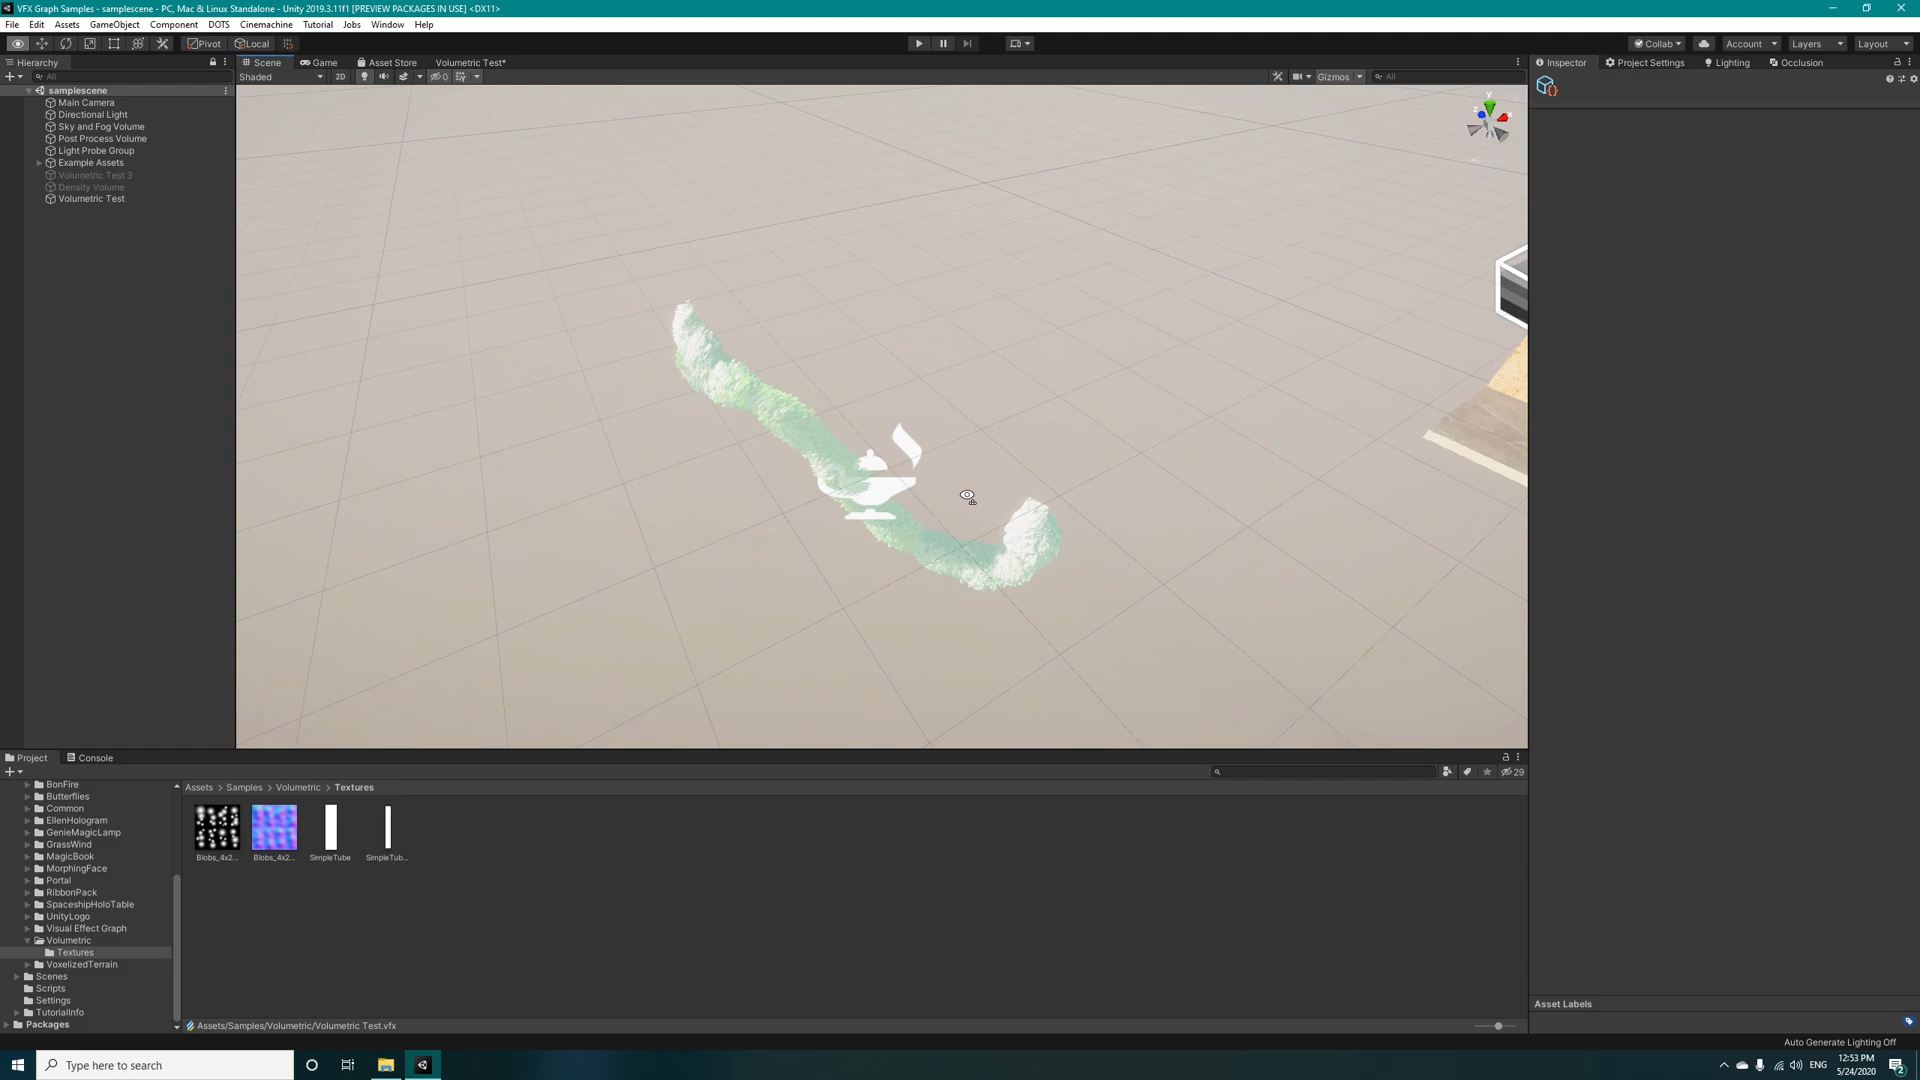 VFX Graph Samples - samplescene - PC, Mac & Linux Standalone - Unity 2019.3.11f1 [PREVIEW PACKAGES IN USE] <DX11>
File Edit Assets GameObject Component DOTS Cinemachine Tutorial Jobs Window Help
Pivot Local Collab Account Layers Layout
Hierarchy Scene Game Asset Store Volumetric Test* Inspector Project Settings Lighting Occlusion
All Shaded 2D 0 Gizmos All
samplescene
Main Camera
Directional Light
Sky and Fog Volume
Post Process Volume
Light Probe Group
Example Assets
Volumetric Test 3
Density Volume
Volumetric Test
y
z
Project Console
29
BonFire
Butterflies
Common
EllenHologram
GenieMagicLamp
GrassWind
MagicBook
MorphingFace
Portal
RibbonPack
SpaceshipHoloTable
UnityLogo
Visual Effect Graph
Volumetric
Textures
VoxelizedTerrain
Scenes
Scripts
Settings
TutorialInfo
Packages
Assets > Samples > Volumetric > Textures
Blobs_4x2... Blobs_4x2... SimpleTube SimpleTub...
Assets/Samples/Volumetric/Volumetric Test.vfx
Asset Labels
Auto Generate Lighting Off
Type here to search
ENG
12:53 PM
5/24/2020
2